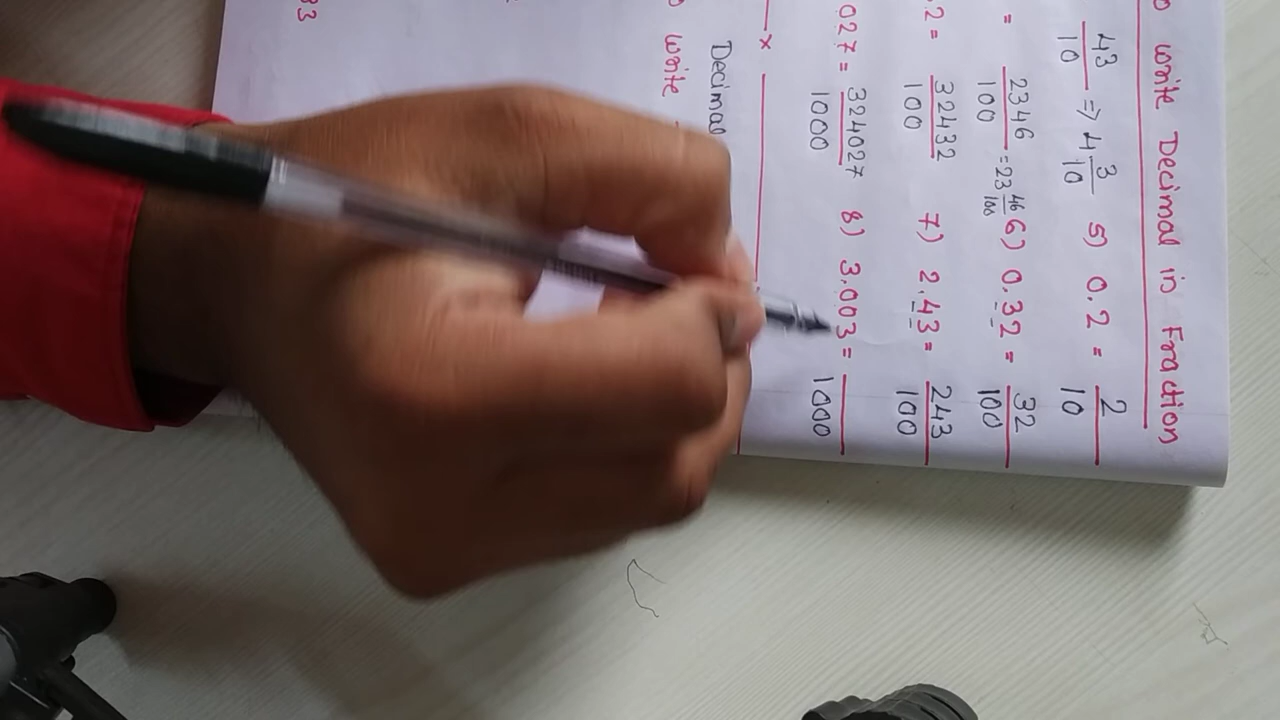 write Decimal in Fraction
43/10 => 4 3/10 5) 0.2 = 2/10
= 2346/100 = 23 46/100 6) 0.32 = 32/100
.2 = 32432/100 7) 2.43 = 243/100
027 = 324027/1000 8) 3.003 = /1000
x
Decimal
write
33